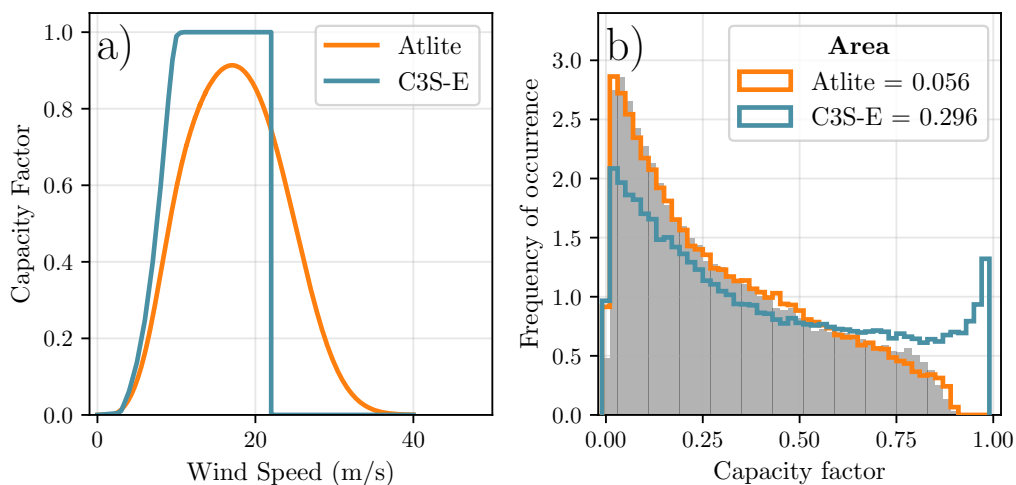 a)
Atlite
C3S-E
Capacity Factor
1.0
0.8
0.6
0.4
0.2
0.0
0 20 40
Wind Speed (m/s)
b)
Area
Atlite = 0.056
C3S-E = 0.296
Frequency of occurrence
3.0
2.5
2.0
1.5
1.0
0.5
0.0
0.00 0.25 0.50 0.75 1.00
Capacity factor